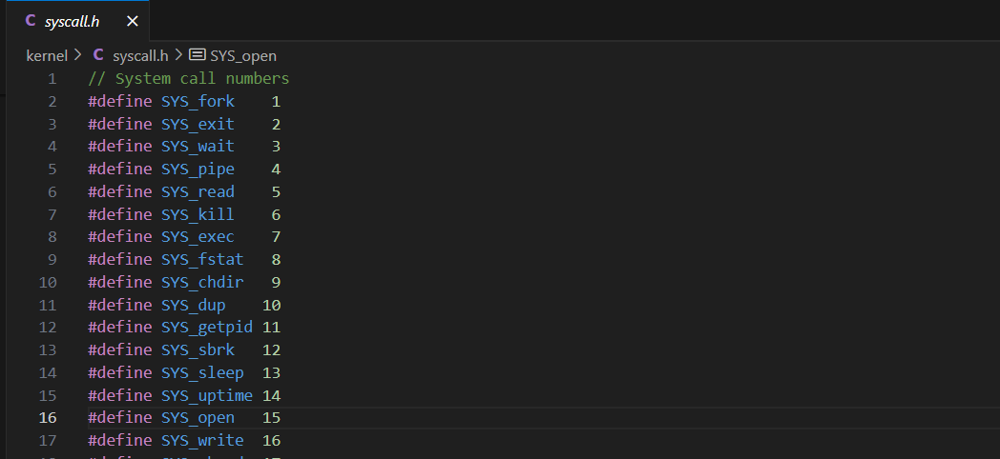 C syscall.h ×
kernel > C syscall.h > SYS_open
1 // System call numbers
2 #define SYS_fork    1
3 #define SYS_exit    2
4 #define SYS_wait    3
5 #define SYS_pipe    4
6 #define SYS_read    5
7 #define SYS_kill    6
8 #define SYS_exec    7
9 #define SYS_fstat   8
10 #define SYS_chdir   9
11 #define SYS_dup    10
12 #define SYS_getpid 11
13 #define SYS_sbrk   12
14 #define SYS_sleep  13
15 #define SYS_uptime 14
16 #define SYS_open   15
17 #define SYS_write  16